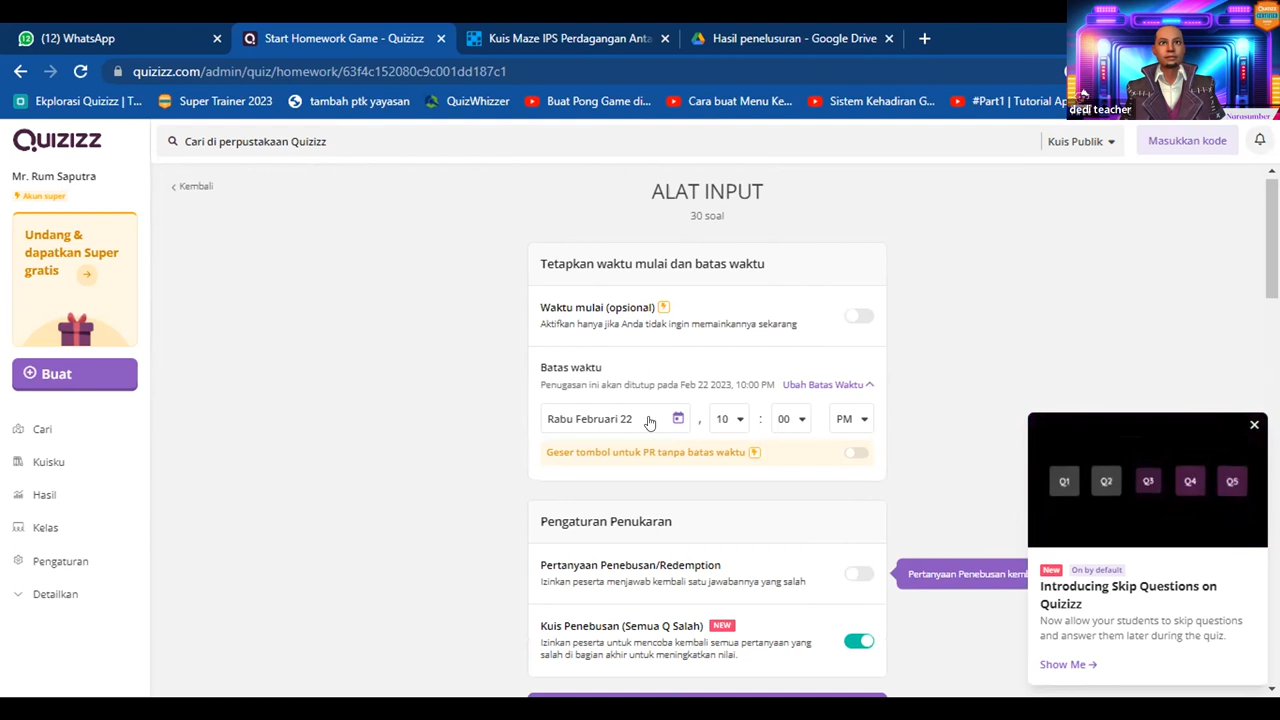 (12) WhatsApp
Start Homework Game - Quizizz
Kuis Maze IPS Perdagangan Anta
Hasil penelusuran - Google Drive
quizizz.com/admin/quiz/homework/63f4c152080c9c001dd187c1
Ekplorasi Quizizz | T...
Super Trainer 2023
tambah ptk yayasan
QuizWhizzer
Buat Pong Game di...
Cara buat Menu Ke...
Sistem Kehadiran G...
#Part1 | Tutorial Ap
dedi teacher
Narasumber
QUIZIZZ
Cari di perpustakaan Quizizz
Kuis Publik
Masukkan kode
Mr. Rum Saputra
Akun super
Undang &
dapatkan Super
gratis
Buat
Cari
Kuisku
Hasil
Kelas
Pengaturan
Detailkan
Kembali
ALAT INPUT
30 soal
Tetapkan waktu mulai dan batas waktu
Waktu mulai (opsional)
Aktifkan hanya jika Anda tidak ingin memainkannya sekarang
Batas waktu
Penugasan ini akan ditutup pada Feb 22 2023, 10:00 PM Ubah Batas Waktu
Rabu Februari 22 , 10 : 00 PM
Geser tombol untuk PR tanpa batas waktu
Pengaturan Penukaran
Pertanyaan Penebusan/Redemption
Izinkan peserta menjawab kembali satu jawabannya yang salah
Pertanyaan Penebusan kemb
Kuis Penebusan (Semua Q Salah) NEW
Izinkan peserta untuk mencoba kembali semua pertanyaan yang
salah di bagian akhir untuk meningkatkan nilai.
Q1 Q2 Q3 Q4 Q5
New On by default
Introducing Skip Questions on
Quizizz
Now allow your students to skip questions
and answer them later during the quiz.
Show Me